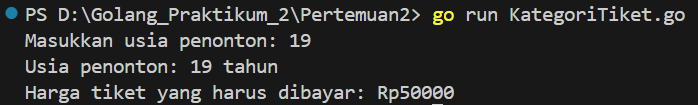 PS D:\Golang_Praktikum_2\Pertemuan2> go run KategoriTiket.go
Masukkan usia penonton: 19
Usia penonton: 19 tahun
Harga tiket yang harus dibayar: Rp50000